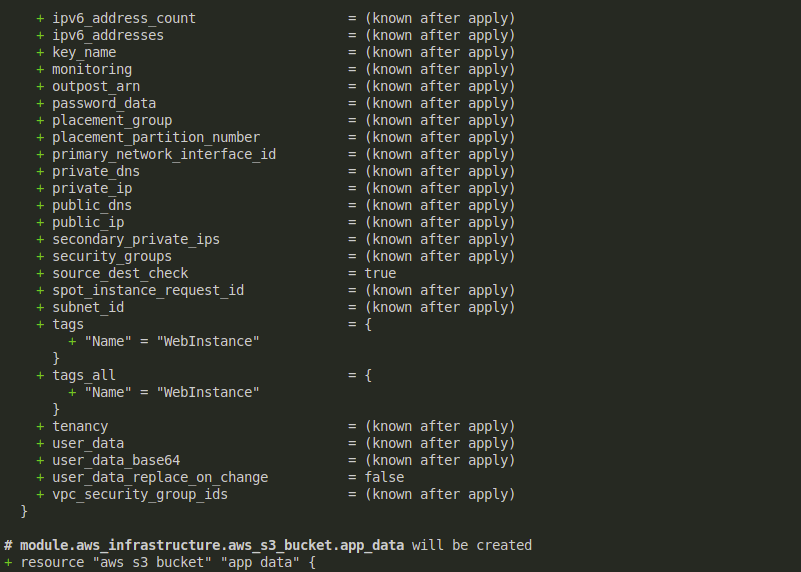 + ipv6_address_count = (known after apply)
+ ipv6_addresses = (known after apply)
+ key_name = (known after apply)
+ monitoring = (known after apply)
+ outpost_arn = (known after apply)
+ password_data = (known after apply)
+ placement_group = (known after apply)
+ placement_partition_number = (known after apply)
+ primary_network_interface_id = (known after apply)
+ private_dns = (known after apply)
+ private_ip = (known after apply)
+ public_dns = (known after apply)
+ public_ip = (known after apply)
+ secondary_private_ips = (known after apply)
+ security_groups = (known after apply)
+ source_dest_check = true
+ spot_instance_request_id = (known after apply)
+ subnet_id = (known after apply)
+ tags = {
+ "Name" = "WebInstance"
}
+ tags_all = {
+ "Name" = "WebInstance"
}
+ tenancy = (known after apply)
+ user_data = (known after apply)
+ user_data_base64 = (known after apply)
+ user_data_replace_on_change = false
+ vpc_security_group_ids = (known after apply)
}
# module.aws_infrastructure.aws_s3_bucket.app_data will be created
+ resource "aws_s3_bucket" "app_data" {